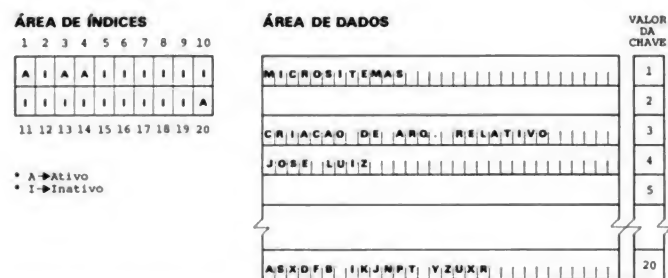 ÁREA DE ÍNDICES
1 2 3 4 5 6 7 8 9 10
A I A A I I I I I I
I I I I I I I I I A
11 12 13 14 15 16 17 18 19 20
* A→Ativo
* I→Inativo
ÁREA DE DADOS
VALOR
DA
CHAVE
MICROSITEMAS 1
2
CRIACAO DE ARQ. RELATIVO 3
JOSE LUIZ 4
5
ASXDFB IKJNPT YZUXR 20